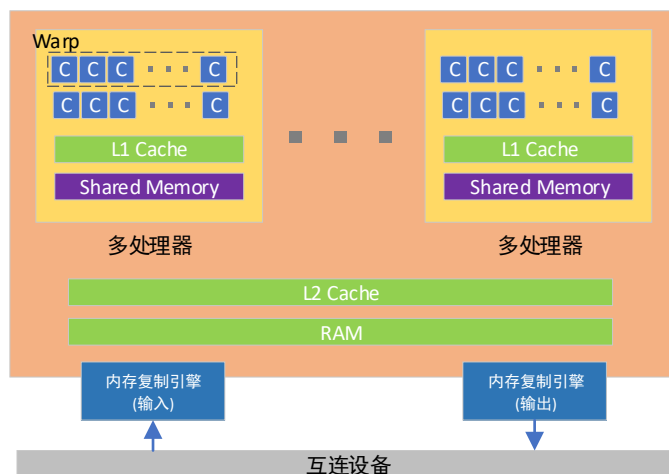 Warp
C C C ··· C
C C C ··· C
L1 Cache
Shared Memory
多处理器
C C C ··· C
C C C ··· C
L1 Cache
Shared Memory
多处理器
L2 Cache
RAM
内存复制引擎
(输入)
内存复制引擎
(输出)
互连设备